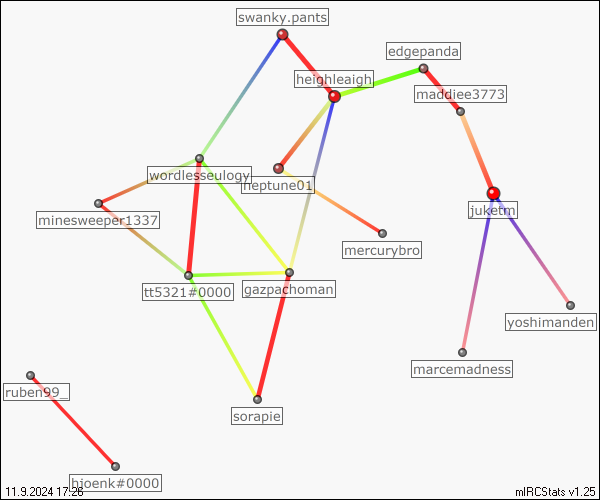 swanky.pants
edgepanda
heighleaigh
maddiee3773
wordlesseulogy
neptune01
minesweeper1337
juketm
mercurybro
tt5321#0000
gazpachoman
yoshimanden
marcemadness
ruben99_
sorapie
hjoenk#0000
11.9.2024 17:26
mIRCStats v1.25